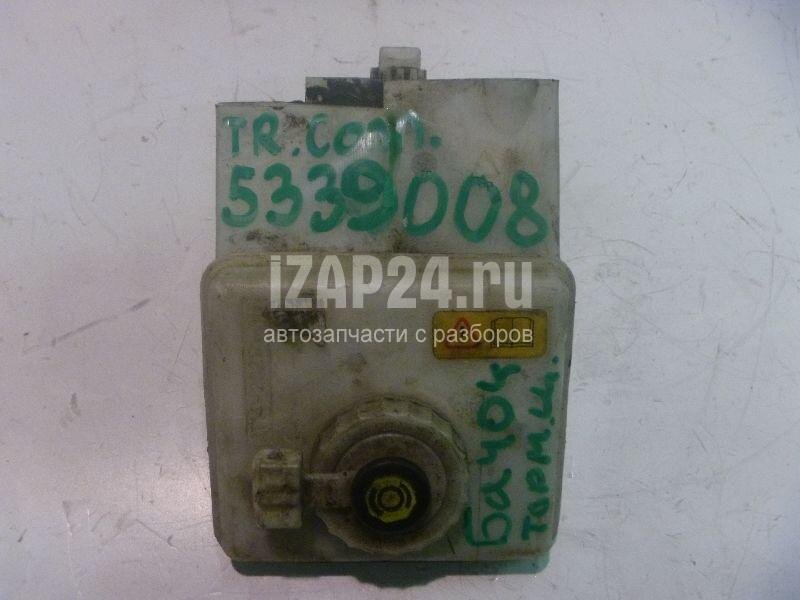 TR. Conn.
5339008
iZAP24.ru
автозапчасти с разборов
бачок
торм.ц.